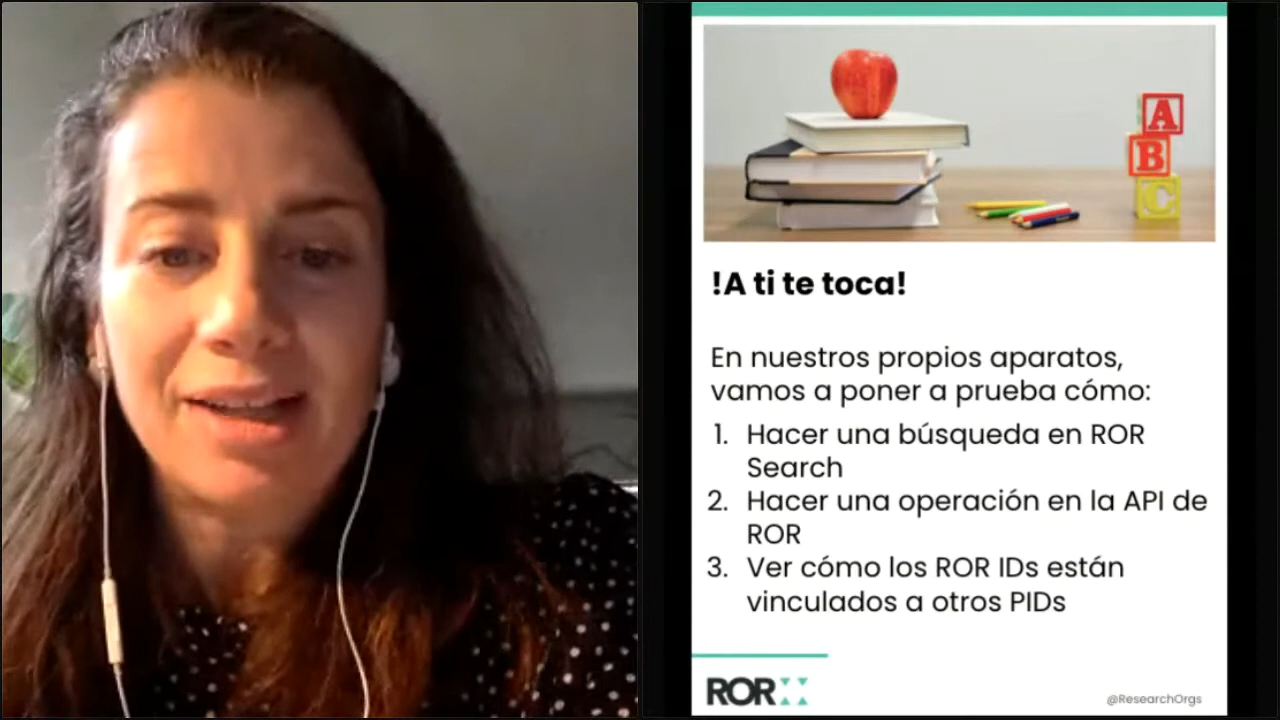 A
B
C
!A ti te toca!
En nuestros propios aparatos,
vamos a poner a prueba cómo:
1. Hacer una búsqueda en ROR
Search
2. Hacer una operación en la API de
ROR
3. Ver cómo los ROR IDs están
vinculados a otros PIDs
ROR
@ResearchOrgs